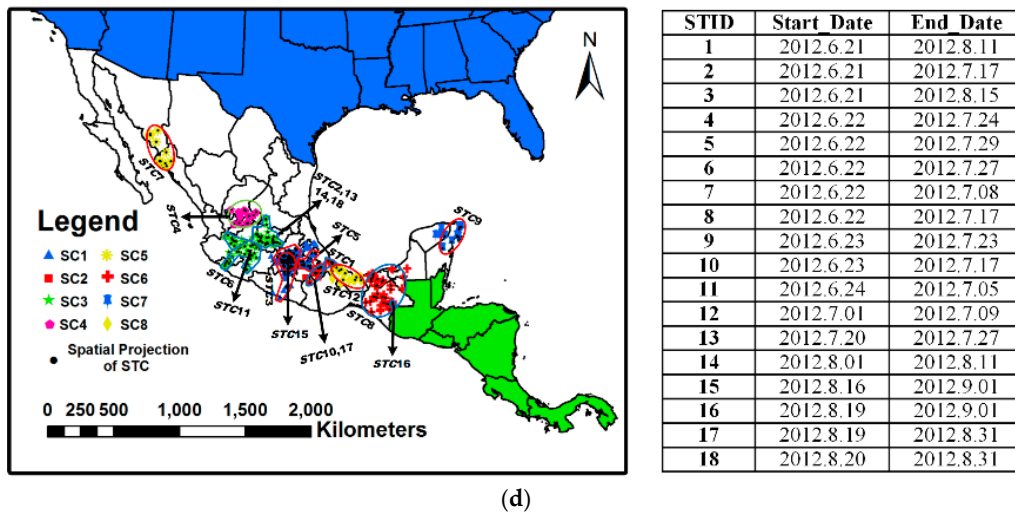 N
STC7
STC4
STC2,13
14,18
STC5
STC1
STC9
STC6
STC11
STC3
STC15
STC10,17
STC12
STC8
STC16
Legend
SC1 SC5
SC2 SC6
SC3 SC7
SC4 SC8
Spatial Projection
of STC
0 250 500 1,000 1,500 2,000
Kilometers
STID Start_Date End_Date
1 2012.6.21 2012.8.11
2 2012.6.21 2012.7.17
3 2012.6.21 2012.8.15
4 2012.6.22 2012.7.24
5 2012.6.22 2012.7.29
6 2012.6.22 2012.7.27
7 2012.6.22 2012.7.08
8 2012.6.22 2012.7.17
9 2012.6.23 2012.7.23
10 2012.6.23 2012.7.17
11 2012.6.24 2012.7.05
12 2012.7.01 2012.7.09
13 2012.7.20 2012.7.27
14 2012.8.01 2012.8.11
15 2012.8.16 2012.9.01
16 2012.8.19 2012.9.01
17 2012.8.19 2012.8.31
18 2012.8.20 2012.8.31
(d)